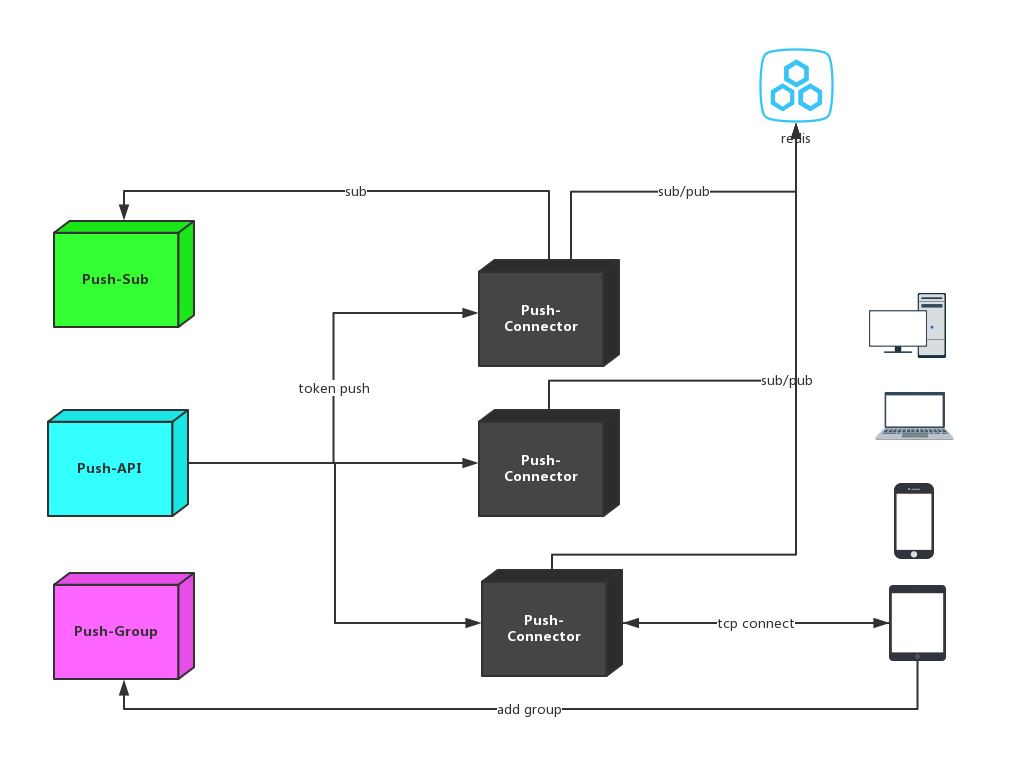 redis
sub
sub/pub
Push-Sub
Push-
Connector
token push
sub/pub
Push-API
Push-
Connector
Push-Group
Push-
Connector
tcp connect
add group